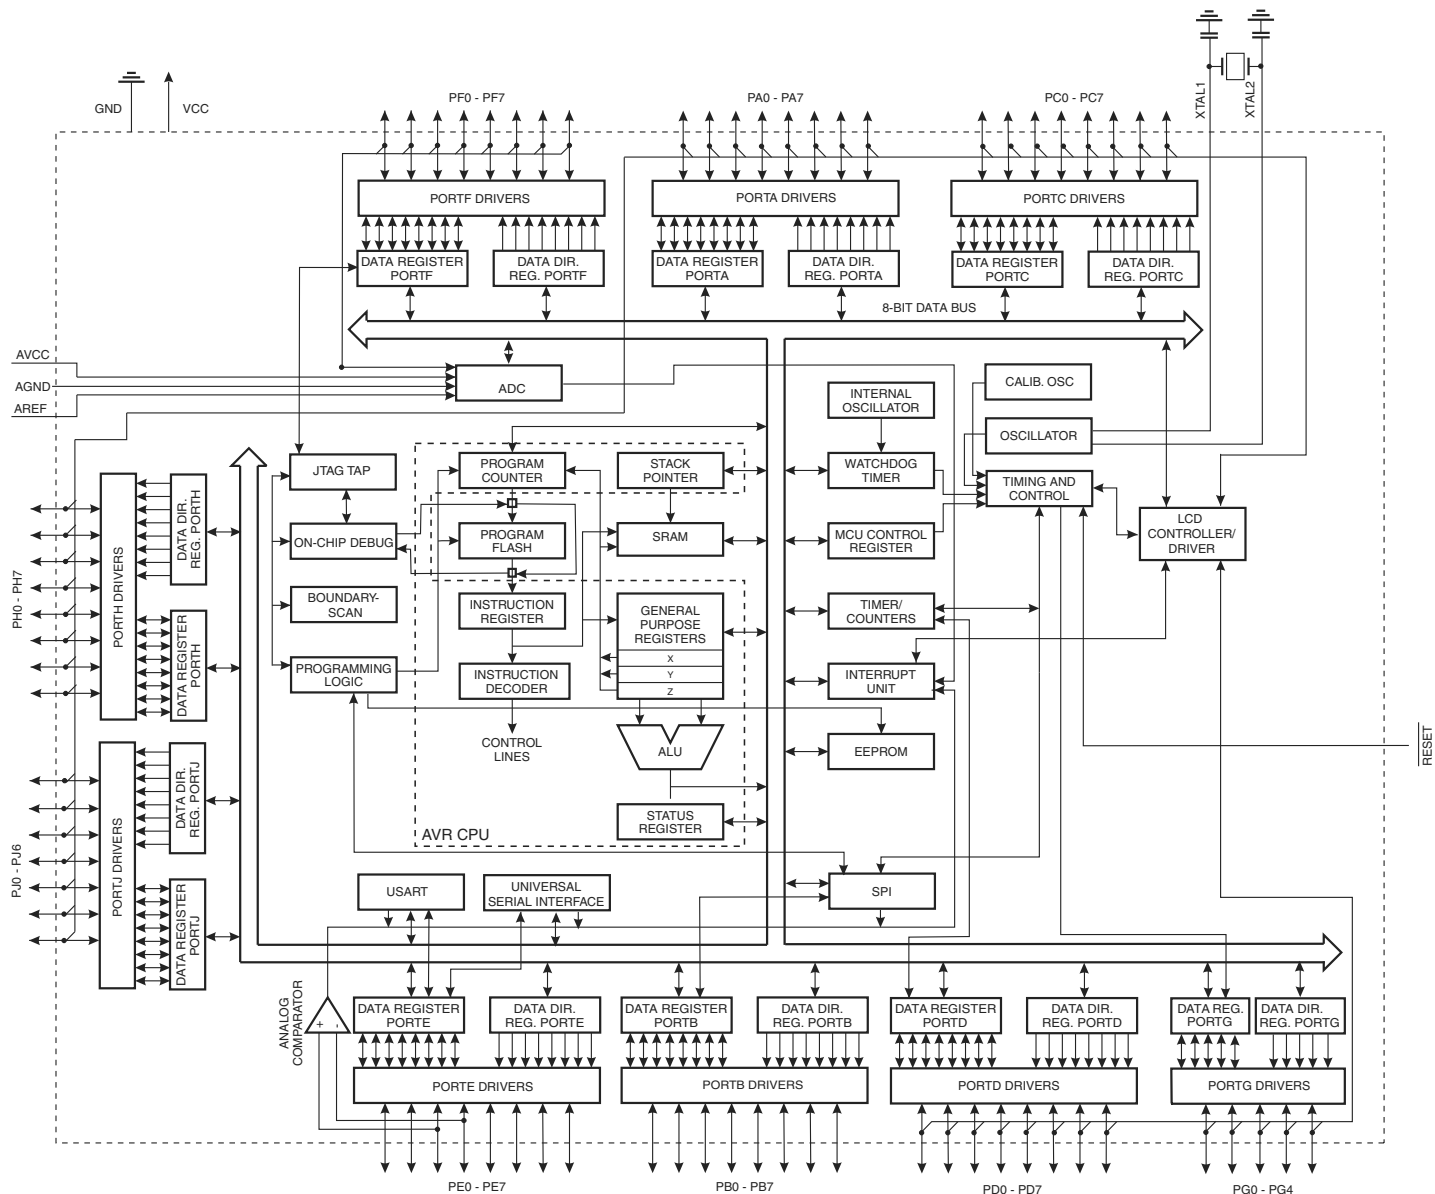 XTAL1
XTAL2
GND
VCC
PF0 - PF7
PA0 - PA7
PC0 - PC7
PORTF DRIVERS
PORTA DRIVERS
PORTC DRIVERS
DATA REGISTER
PORTF
DATA DIR.
REG. PORTF
DATA REGISTER
PORTA
DATA DIR.
REG. PORTA
DATA REGISTER
PORTC
DATA DIR.
REG. PORTC
8-BIT DATA BUS
AVCC
AGND
AREF
ADC
CALIB. OSC
INTERNAL
OSCILLATOR
OSCILLATOR
JTAG TAP
PROGRAM
COUNTER
STACK
POINTER
WATCHDOG
TIMER
TIMING AND
CONTROL
LCD
CONTROLLER/
DRIVER
ON-CHIP DEBUG
PROGRAM
FLASH
SRAM
MCU CONTROL
REGISTER
BOUNDARY-
SCAN
INSTRUCTION
REGISTER
GENERAL
PURPOSE
REGISTERS
X
Y
Z
TIMER/
COUNTERS
PROGRAMMING
LOGIC
INSTRUCTION
DECODER
INTERRUPT
UNIT
CONTROL
LINES
ALU
EEPROM
RESET
STATUS
REGISTER
AVR CPU
PH0 - PH7
PORTH DRIVERS
DATA DIR.
REG. PORTH
DATA REGISTER
PORTH
PJ0 - PJ6
PORTJ DRIVERS
DATA DIR.
REG. PORTJ
DATA REGISTER
PORTJ
USART
UNIVERSAL
SERIAL INTERFACE
SPI
ANALOG
COMPARATOR
+
-
DATA REGISTER
PORTE
DATA DIR.
REG. PORTE
DATA REGISTER
PORTB
DATA DIR.
REG. PORTB
DATA REGISTER
PORTD
DATA DIR.
REG. PORTD
DATA REG.
PORTG
DATA DIR.
REG. PORTG
PORTE DRIVERS
PORTB DRIVERS
PORTD DRIVERS
PORTG DRIVERS
PE0 - PE7
PB0 - PB7
PD0 - PD7
PG0 - PG4